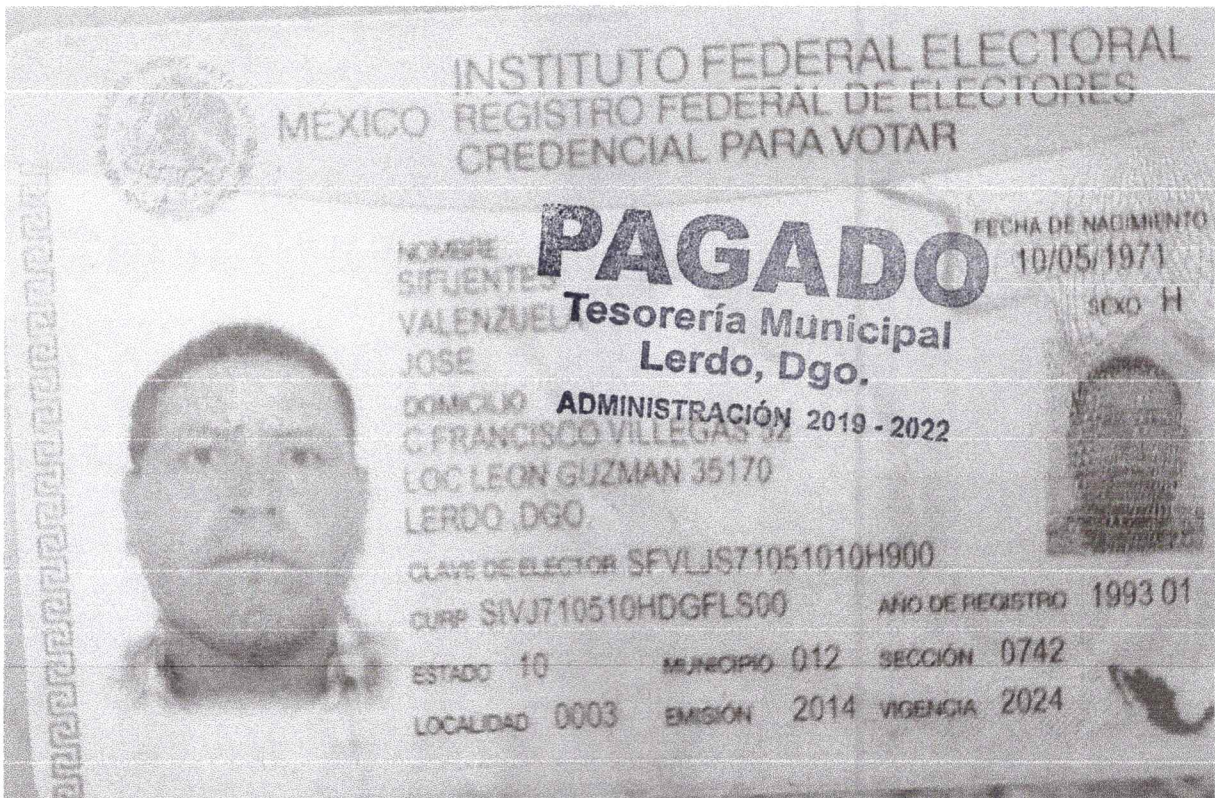 INSTITUTO FEDERAL ELECTORAL
MÉXICO REGISTRO FEDERAL DE ELECTORES
CREDENCIAL PARA VOTAR
PAGADO
Tesorería Municipal
Lerdo, Dgo.
ADMINISTRACIÓN 2019 - 2022
FECHA DE NACIMIENTO
10/05/1971
SEXO H
NOMBRE
SIFUENTES
VALENZUELA
JOSE
DOMICILIO
C FRANCISCO VILLEGAS
LOC LEON GUZMAN 35170
LERDO ,DGO.
CLAVE DE ELECTOR SFVLJS71051010H900
CURP SIVJ710510HDGFLS00 AÑO DE REGISTRO 1993 01
ESTADO 10 MUNICIPIO 012 SECCIÓN 0742
LOCALIDAD 0003 EMISIÓN 2014 VIGENCIA 2024